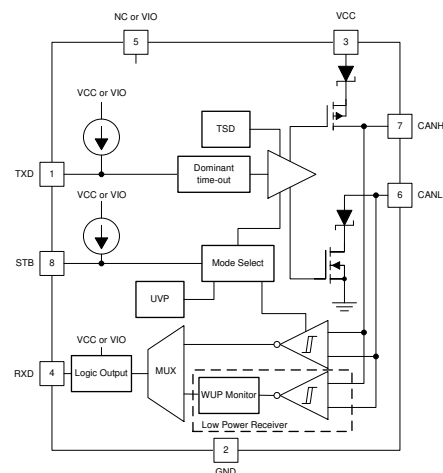 NC or VIO
VCC
5
3
VCC or VIO
TSD
7
CANH
TXD
1
Dominant
time-out
6
CANL
VCC or VIO
STB
8
Mode Select
UVP
VCC or VIO
RXD
4
Logic Output
MUX
WUP Monitor
Low Power Receiver
2
GND